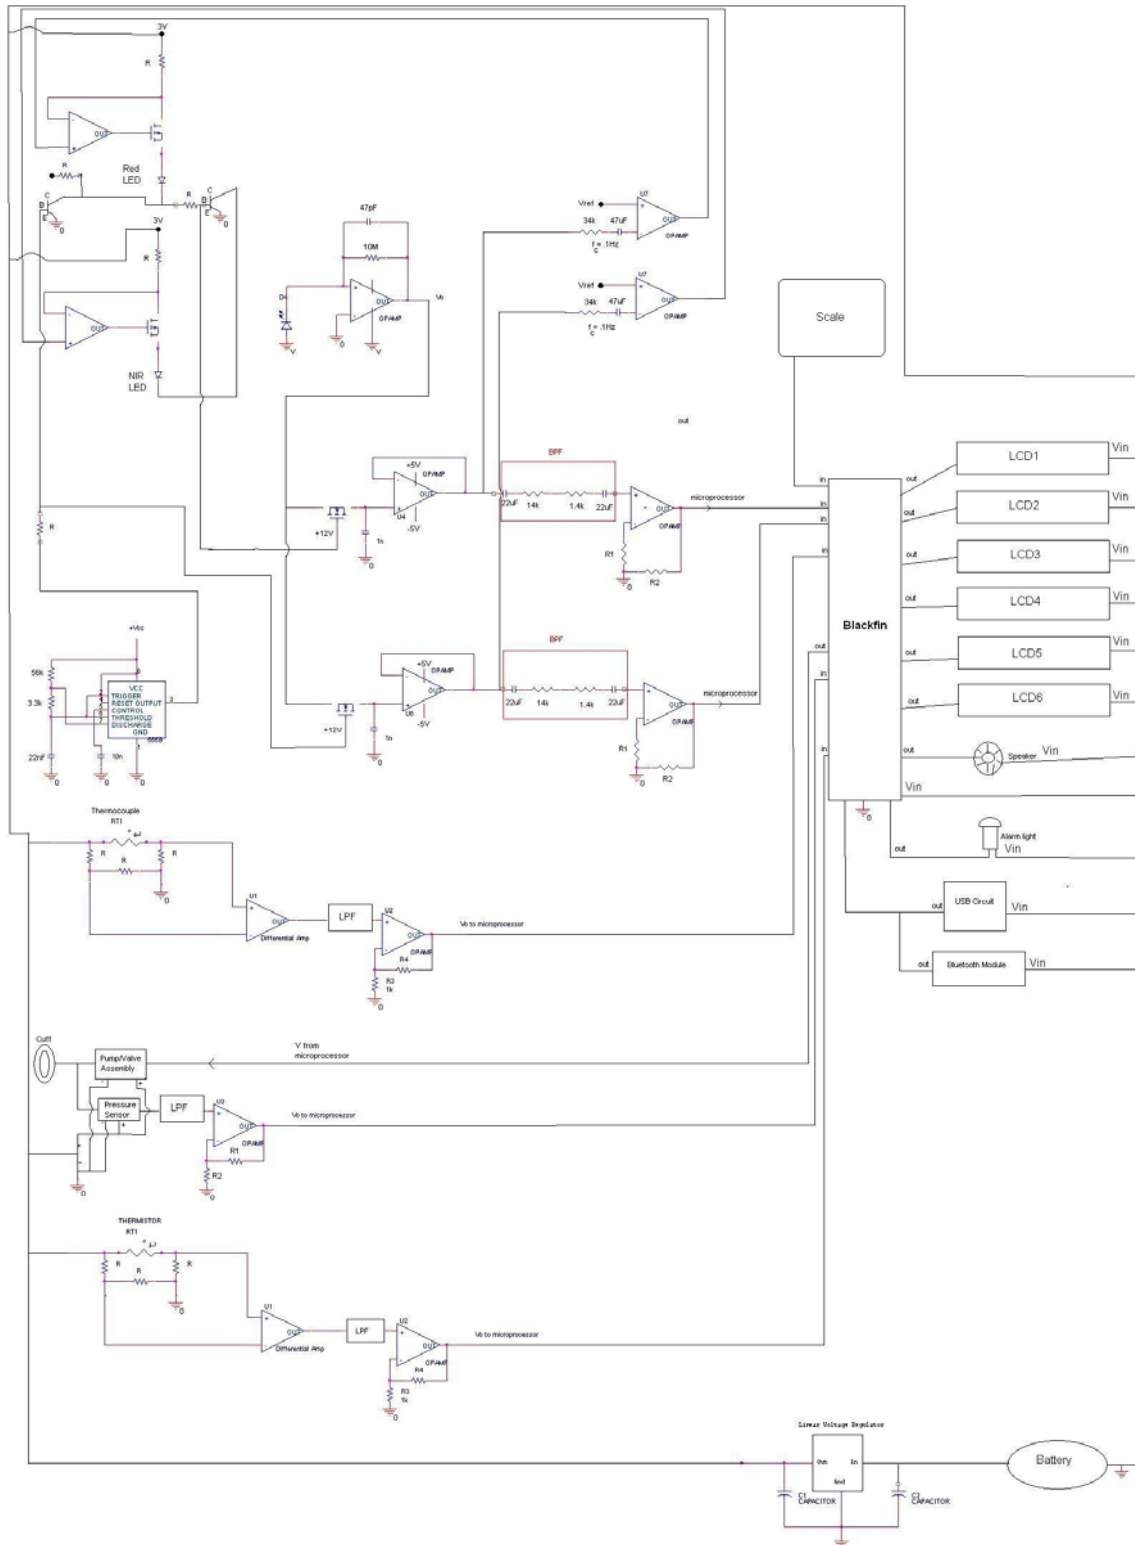 3V
R
OUT
Red
LED
R
C
B
E
0
R
C
B
E
0
3V
R
OUT
NIR
LED
47pF
10M
OUT
OPAMP
Vo
0
V
V
Vref
34k
47uF
f = .1Hz
c
U7
OUT
OPAMP
Vref
34k
47uF
f = .1Hz
c
U7
OUT
OPAMP
Scale
out
+5V
OPAMP
OUT
U4
-5V
+12V
1n
0
BPF
22uF
14k
1.4k
22uF
OUT
OPAMP
R1
R2
0
microprocessor
R
+5V
OPAMP
OUT
U6
-5V
+12V
1n
0
BPF
22uF
14k
1.4k
22uF
OUT
OPAMP
R1
R2
0
microprocessor
56k
3.3k
22nF
0
10n
0
VCC
TRIGGER
RESET OUTPUT
CONTROL
THRESHOLD
DISCHARGE
GND
0
Blackfin
in
in
in
in
out
in
in
out
out
out
out
out
out
out
0
LCD1
Vin
LCD2
Vin
LCD3
Vin
LCD4
Vin
LCD5
Vin
LCD6
Vin
Speaker
Vin
Vin
out
Alarm light
Vin
out
USB Circuit
Vin
out
Bluetooth Module
Vin
Thermocouple
RT1
R
R
R
0
U1
OUT
Differential Amp
LPF
U2
OUT
OPAMP
R4
R3
1k
0
Vo to microprocessor
Cuff
Pump/Valve
Assembly
V from
microprocessor
Pressure
Sensor
LPF
U3
OUT
OPAMP
R1
R2
0
0
Vo to microprocessor
THERMISTOR
RT1
R
R
R
0
U1
OUT
Differential Amp
LPF
U2
OUT
OPAMP
R4
R3
1k
0
Vo to microprocessor
Linear Voltage Regulator
Out
In
Gnd
C1
CAPACITOR
C2
CAPACITOR
Battery